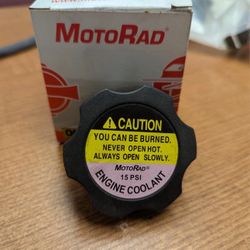 MOTORAD®
CAUTION
YOU CAN BE BURNED.
NEVER OPEN HOT.
ALWAYS OPEN SLOWLY.
MOTORAD®
15 PSI
ENGINE COOLANT